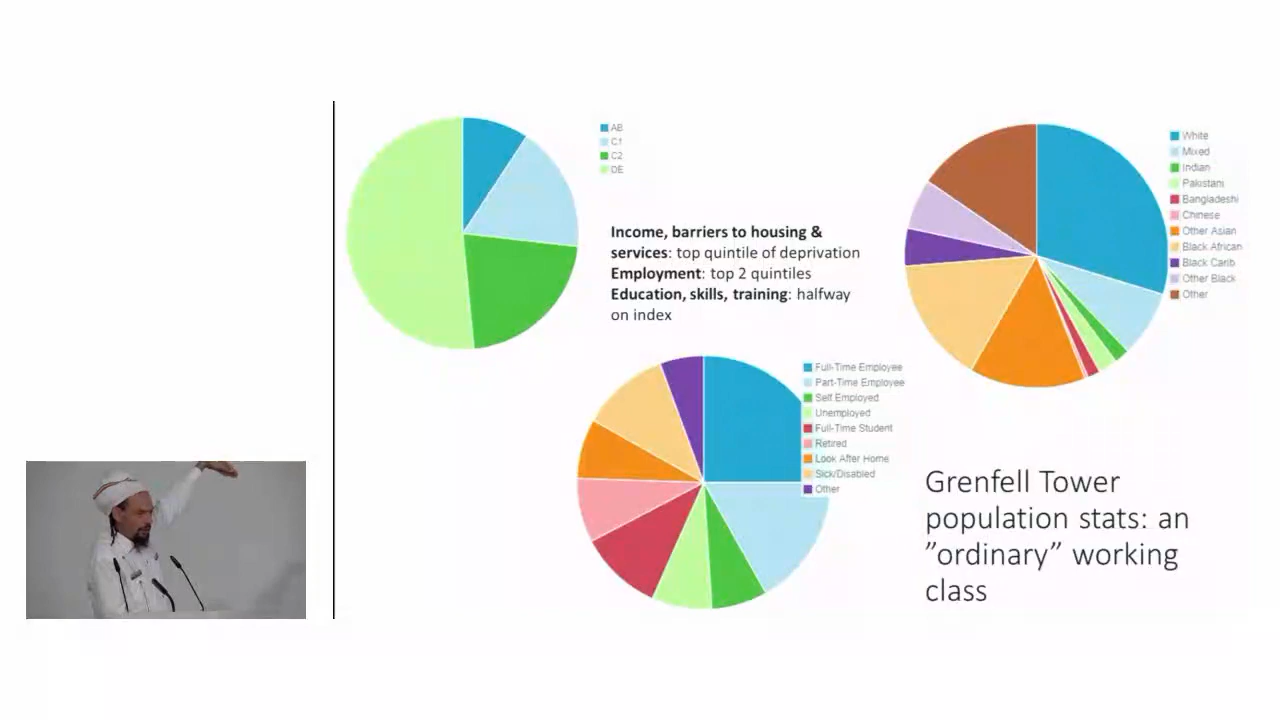 AB
C1
C2
DE
Income, barriers to housing &
services: top quintile of deprivation
Employment: top 2 quintiles
Education, skills, training: halfway
on index
White
Mixed
Indian
Pakistani
Bangladeshi
Chinese
Other Asian
Black African
Black Carib
Other Black
Other
Full-Time Employee
Part-Time Employee
Self Employed
Unemployed
Full-Time Student
Retired
Look After Home
Sick/Disabled
Other
Grenfell Tower
population stats: an
”ordinary” working
class